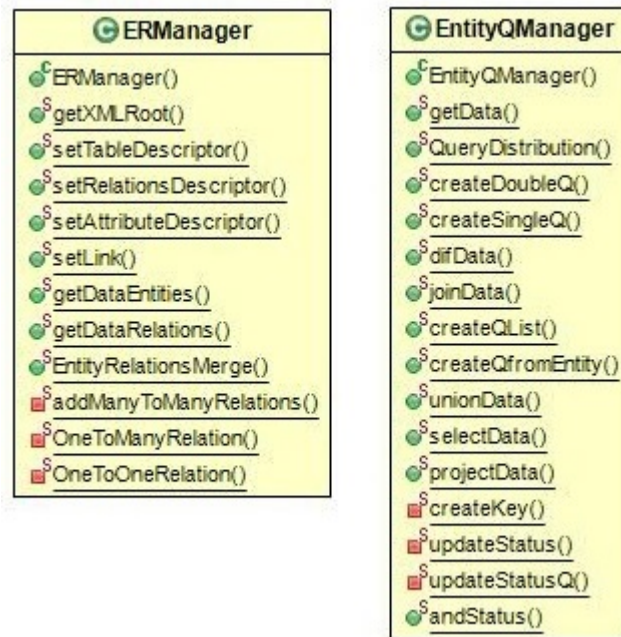 ERManager
ERManager()
getXMLRoot()
setTableDescriptor()
setRelationsDescriptor()
setAttributeDescriptor()
setLink()
getDataEntities()
getDataRelations()
EntityRelationsMerge()
addManyToManyRelations()
OneToManyRelation()
OneToOneRelation()
EntityQManager
EntityQManager()
getData()
QueryDistribution()
createDoubleQ()
createSingleQ()
difData()
joinData()
createQList()
createQfromEntity()
unionData()
selectData()
projectData()
createKey()
updateStatus()
updateStatusQ()
andStatus()